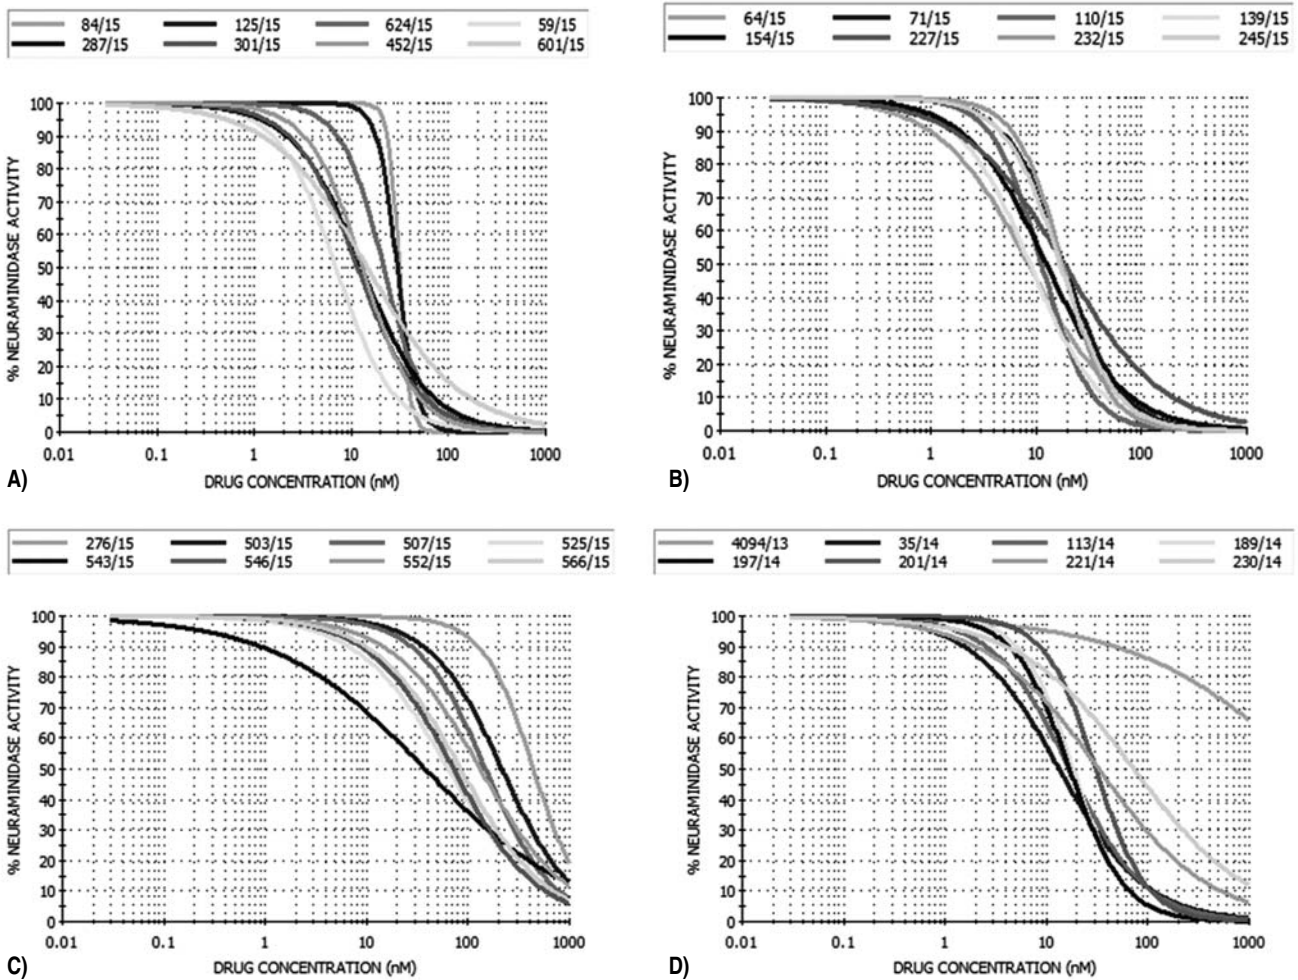 84/15 125/15 624/15 59/15
287/15 301/15 452/15 601/15
100
90
80
70
60
50
40
30
20
10
0
% NEURAMINIDASE ACTIVITY
0.01 0.1 1 10 100 1000
DRUG CONCENTRATION (nM)
A)
64/15 71/15 110/15 139/15
154/15 227/15 232/15 245/15
100
90
80
70
60
50
40
30
20
10
0
% NEURAMINIDASE ACTIVITY
0.01 0.1 1 10 100 1000
DRUG CONCENTRATION (nM)
B)
276/15 503/15 507/15 525/15
543/15 546/15 552/15 566/15
100
90
80
70
60
50
40
30
20
10
0
% NEURAMINIDASE ACTIVITY
0.01 0.1 1 10 100 1000
DRUG CONCENTRATION (nM)
C)
4094/13 35/14 113/14 189/14
197/14 201/14 221/14 230/14
100
90
80
70
60
50
40
30
20
10
0
% NEURAMINIDASE ACTIVITY
0.01 0.1 1 10 100 1000
DRUG CONCENTRATION (nM)
D)